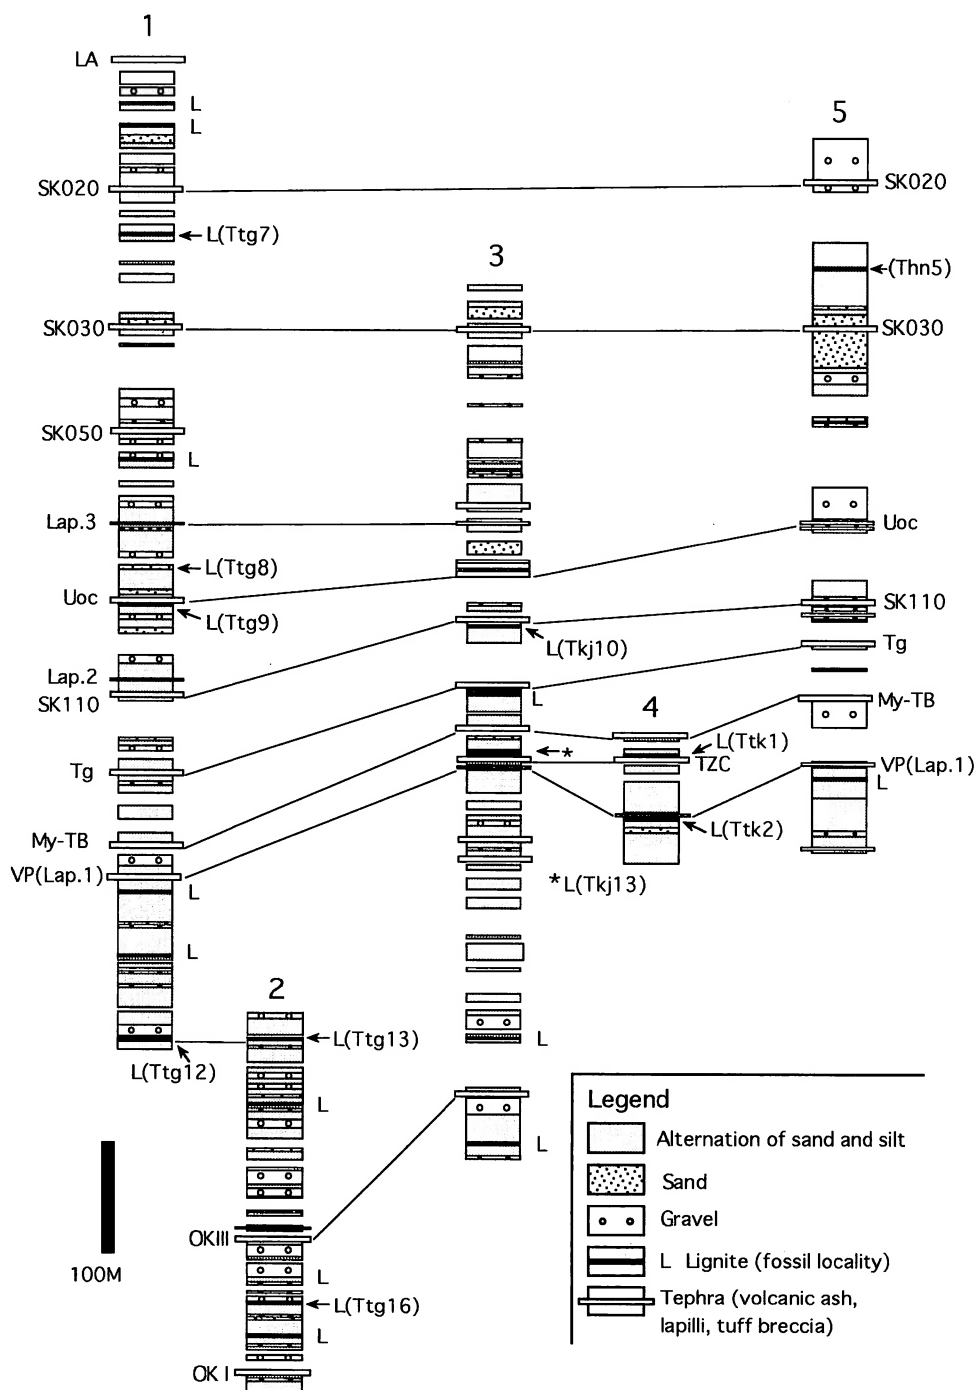 1
LA
L
L
5
SK020
SK020
L(Ttg7)
3
(Thn5)
SK030
SK030
SK050
L
Lap.3
Uoc
L(Ttg8)
Uoc
SK110
L(Ttg9)
L(Tkj10)
Tg
Lap.2
SK110
L
4
My-TB
L(Ttk1)
*
TZC
Tg
VP(Lap.1)
L
L(Ttk2)
My-TB
VP(Lap.1)
L
*L(Tkj13)
L
2
L(Ttg13)
L
L(Ttg12)
L
L
OKIII
L
L(Ttg16)
L
OK I
100M
Legend
Alternation of sand and silt
Sand
Gravel
L Lignite (fossil locality)
Tephra (volcanic ash,
lapilli, tuff breccia)